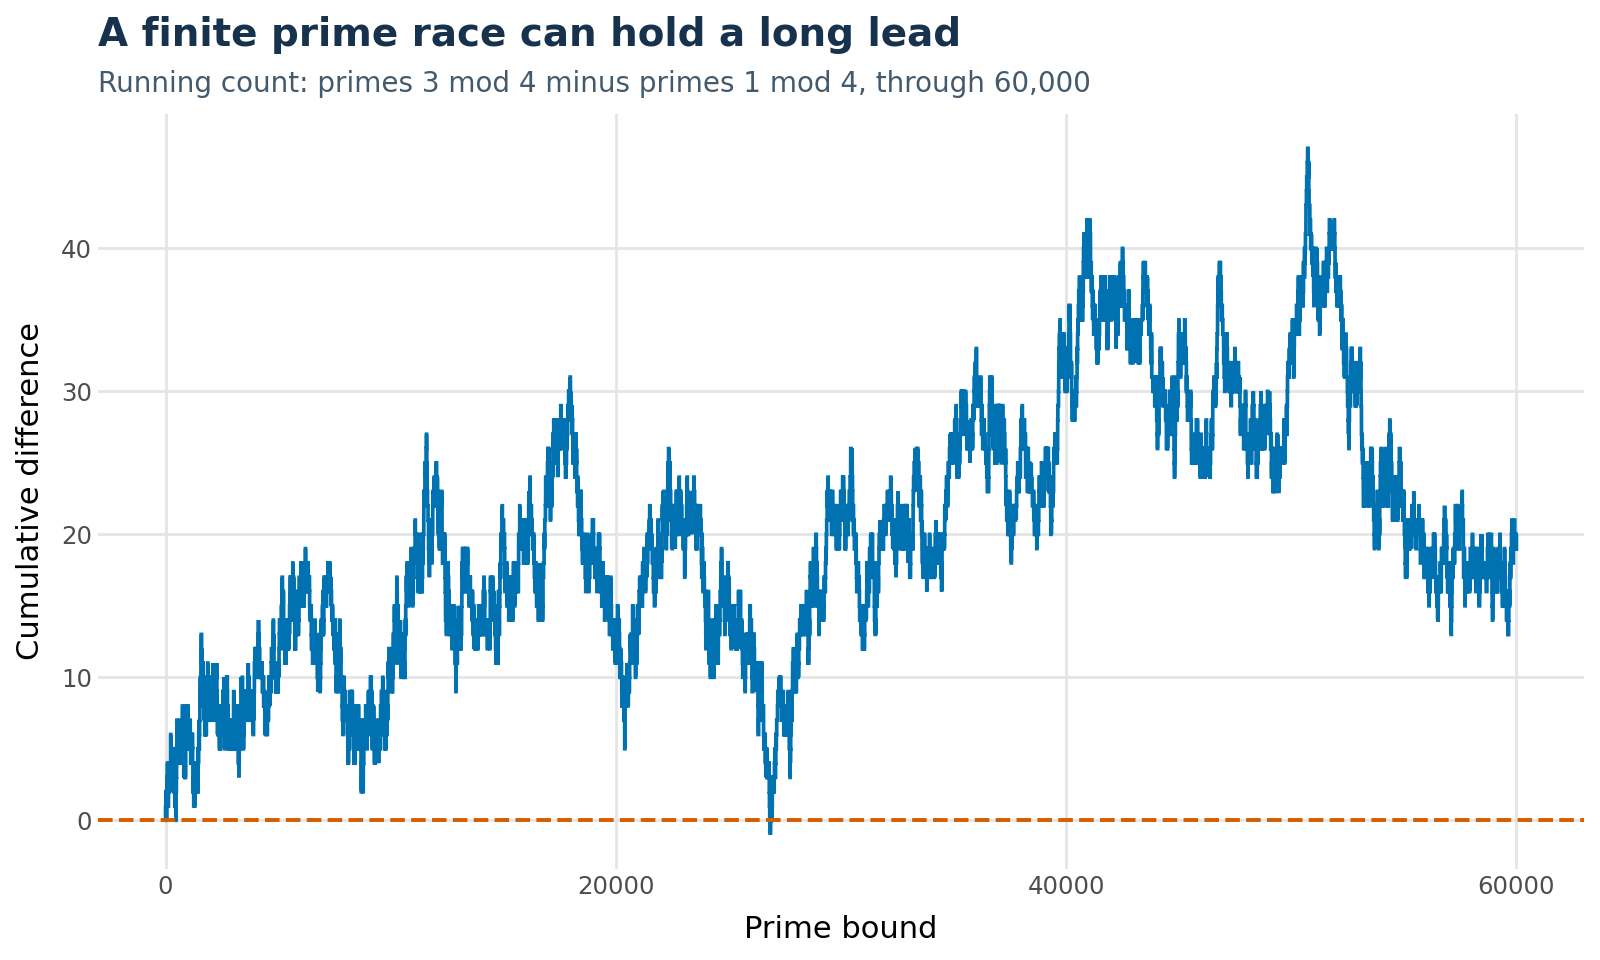 A finite prime race can hold a long lead
Running count: primes 3 mod 4 minus primes 1 mod 4, through 60,000
Cumulative difference
40
30
20
10
0
0 20000 40000 60000
Prime bound